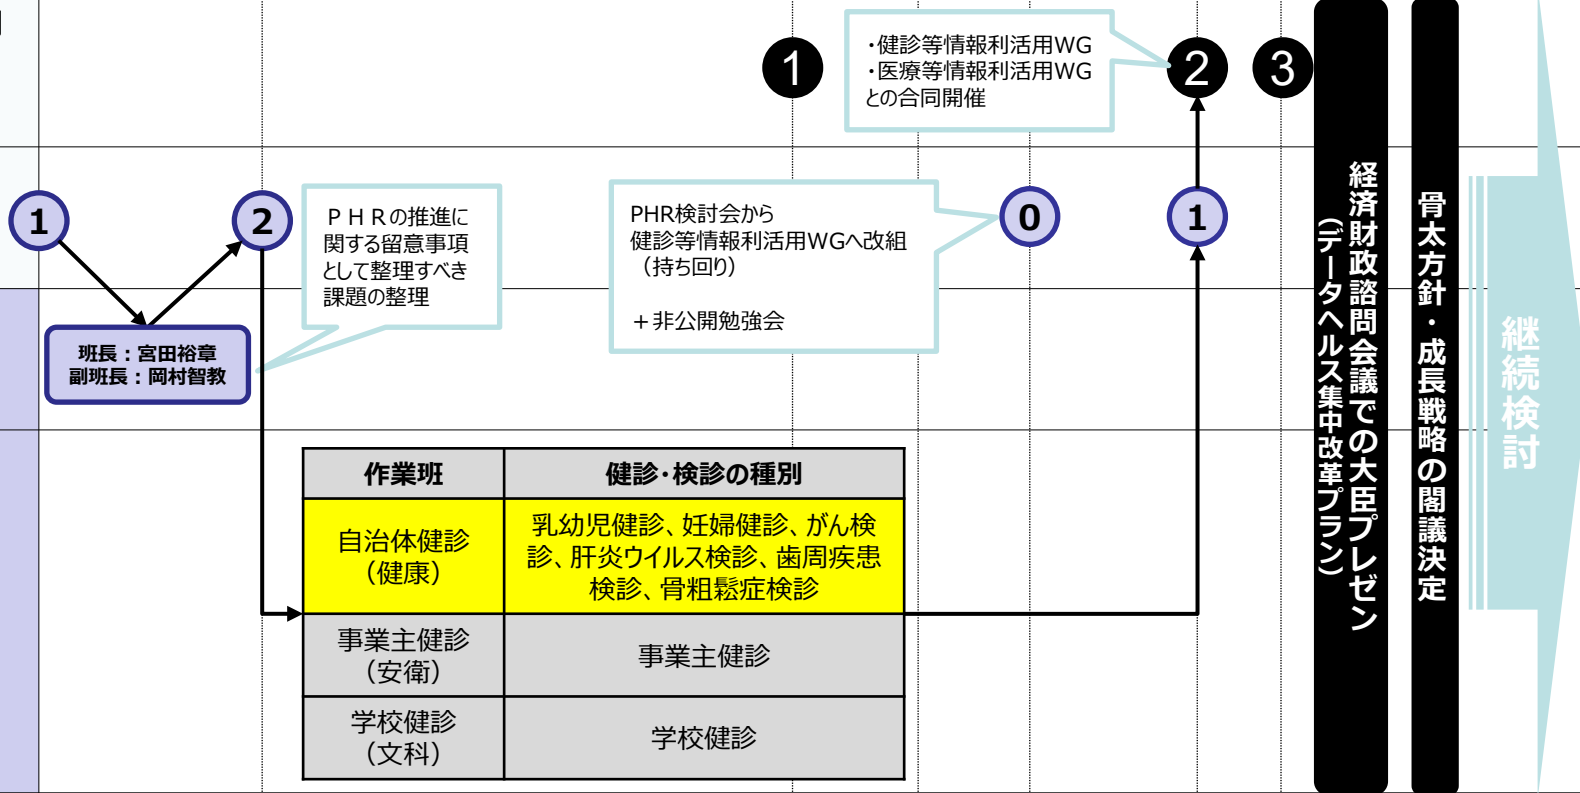 1
・健診等情報利活用WG
・医療等情報利活用WG
との合同開催
2
3
1
2
ＰＨＲの推進に
関する留意事項
として整理すべき
課題の整理
PHR検討会から
健診等情報利活用WGへ改組
（持ち回り）
＋非公開勉強会
0
1
班長：宮田裕章
副班長：岡村智教
作業班
健診・検診の種別
自治体健診
（健康）
乳幼児健診、妊婦健診、がん検
診、肝炎ウイルス検診、歯周疾患
検診、骨粗鬆症検診
事業主健診
（安衛）
事業主健診
学校健診
（文科）
学校健診
経済財政諮問会議での大臣プレゼン
（データヘルス集中改革プラン）
骨太方針・成長戦略の閣議決定
継続検討